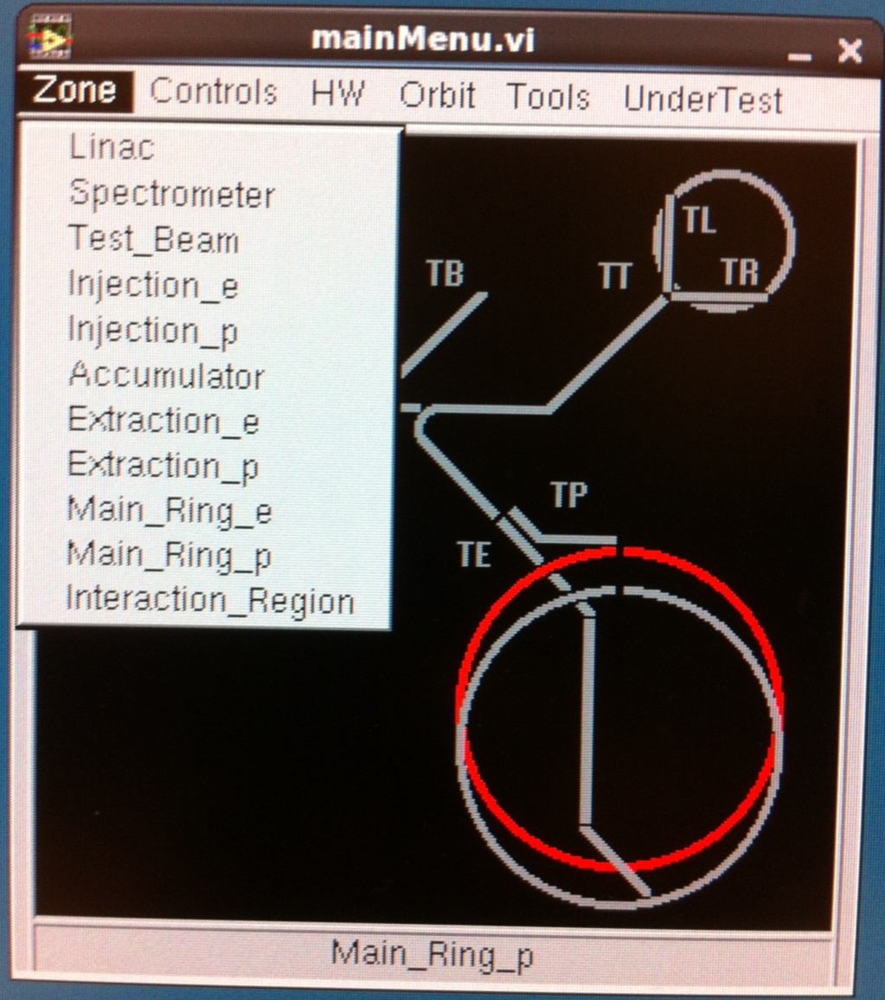 mainMenu.vi
Zone Controls HW Orbit Tools UnderTest
Linac
Spectrometer
Test_Beam
Injection_e
Injection_p
Accumulator
Extraction_e
Extraction_p
Main_Ring_e
Main_Ring_p
Interaction_Region
TL
TB TT TR
TP
TE
Main_Ring_p